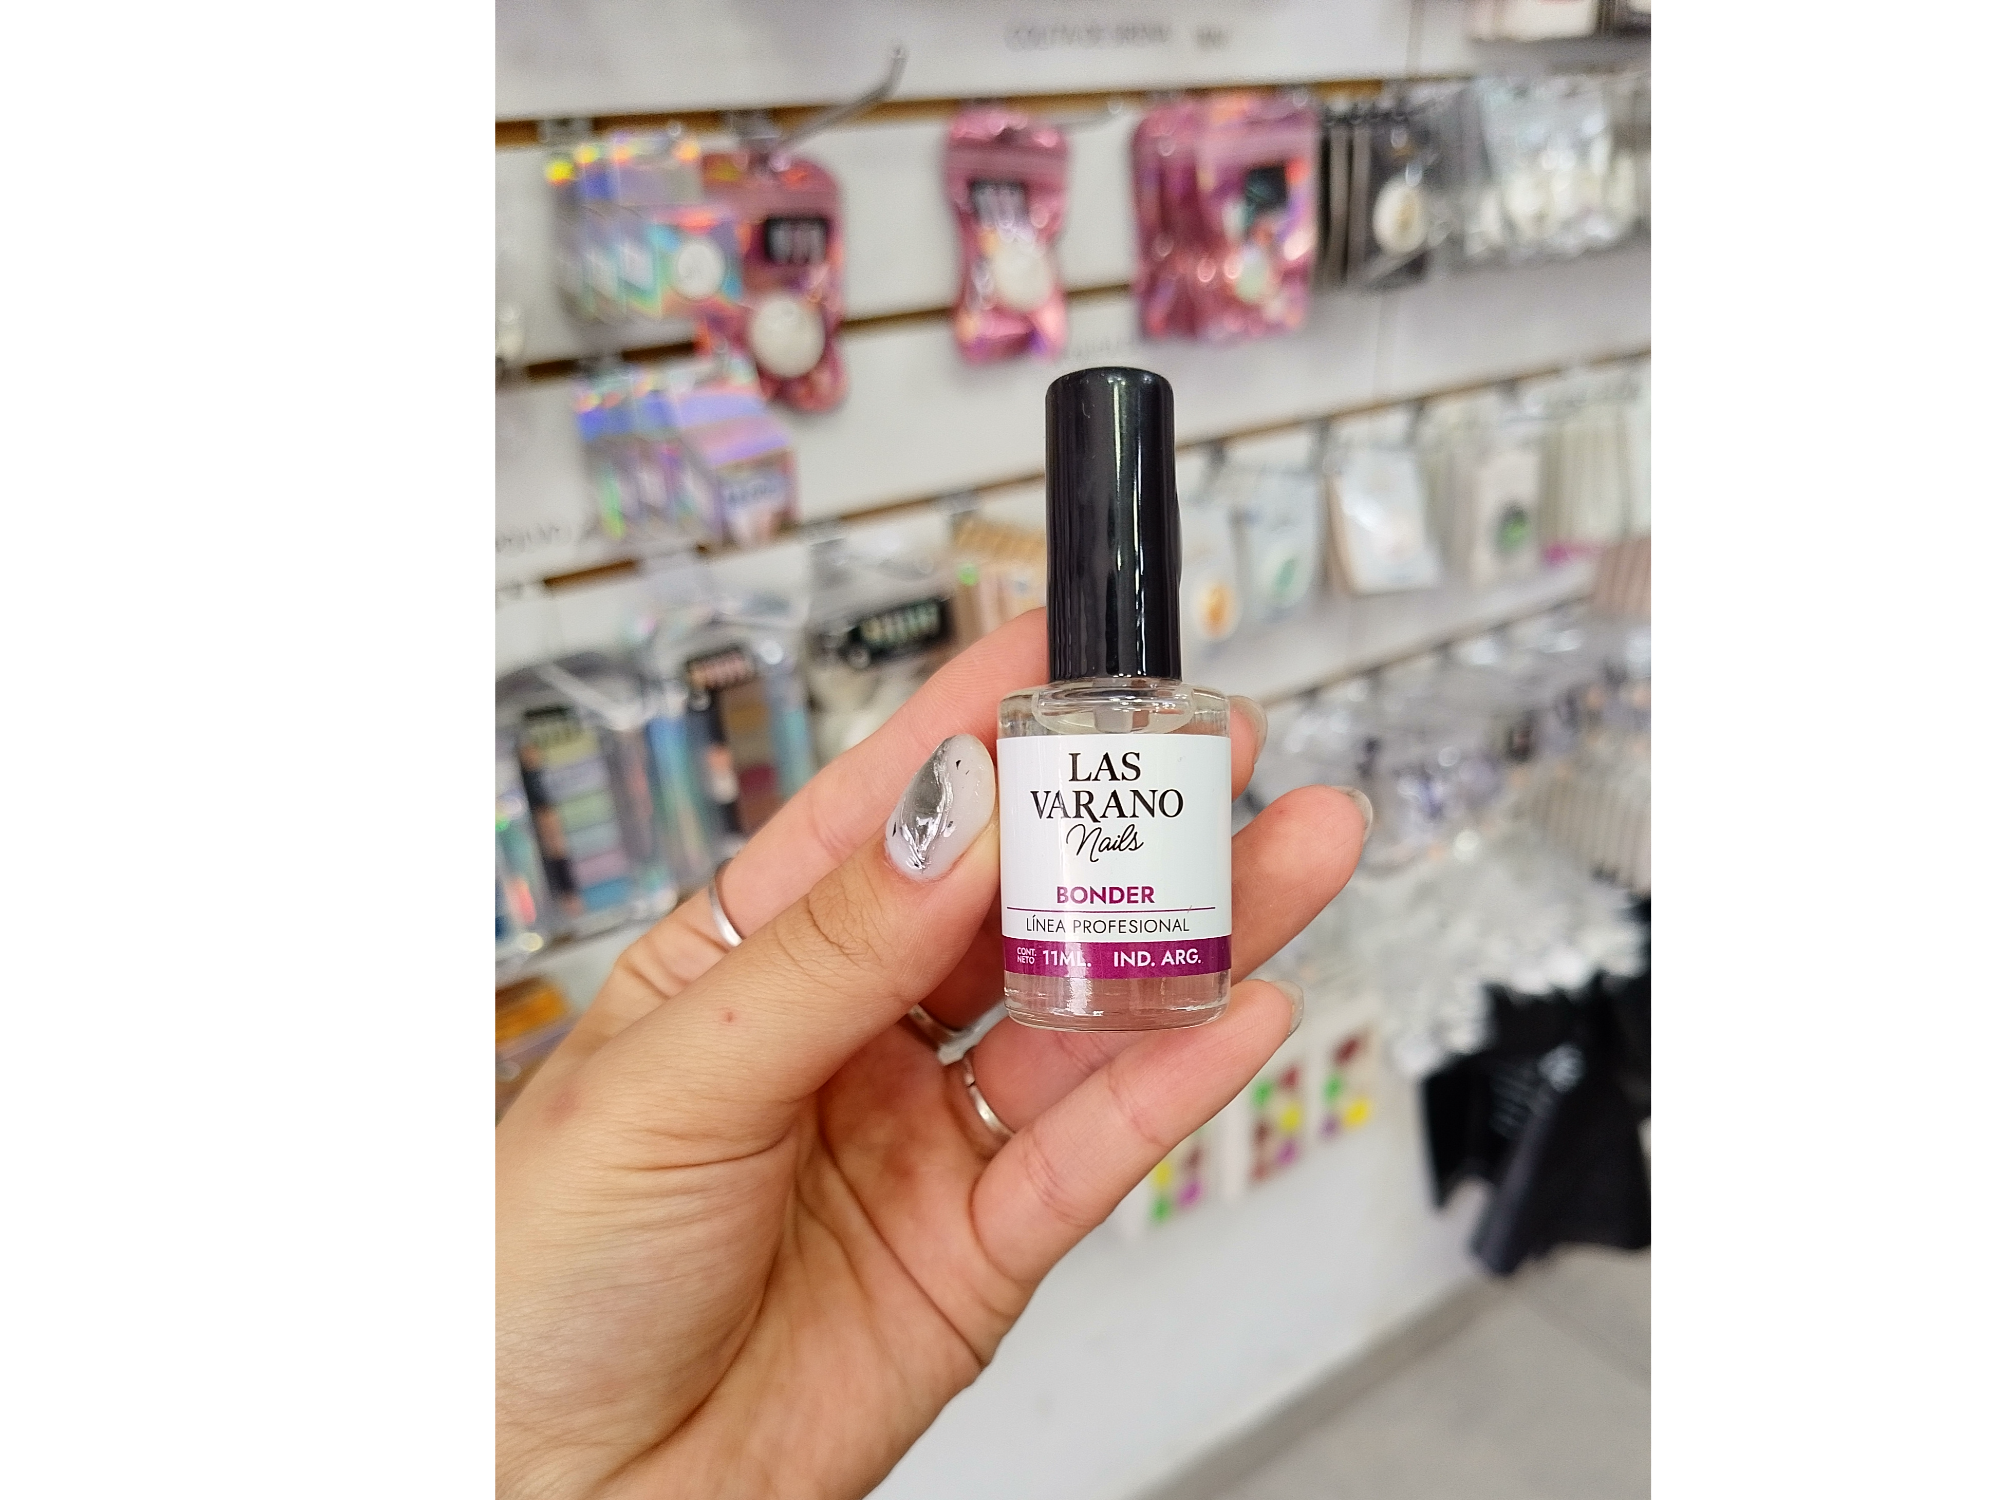 LAS
VARANO
Nails
BONDER
LÍNEA PROFESIONAL
CONT. NETO 11ML. IND. ARG.